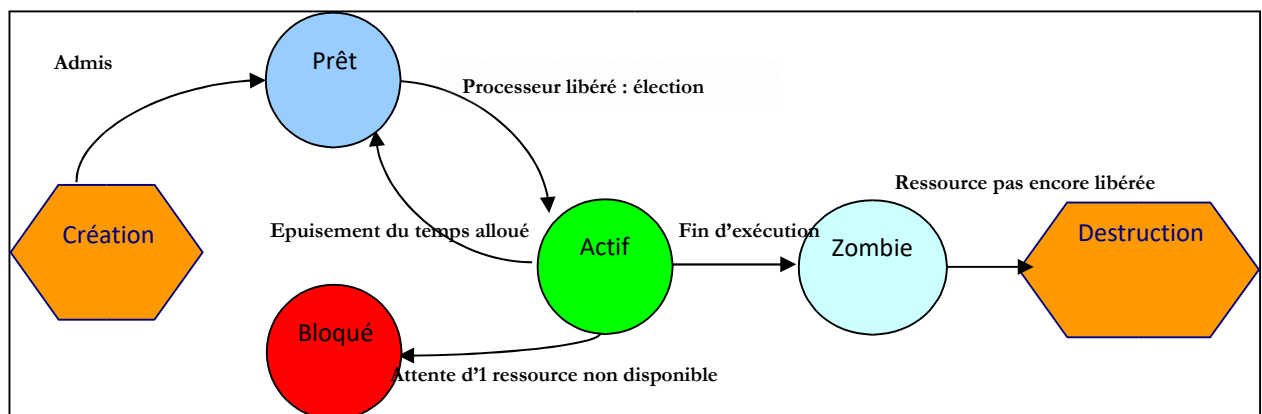 Prêt
Admis
Processeur libéré : élection
Ressource pas encore libérée
Création
Epuisement du temps alloué
Actif
Fin d’exécution
Zombie
Destruction
Bloqué
Attente d’1 ressource non disponible